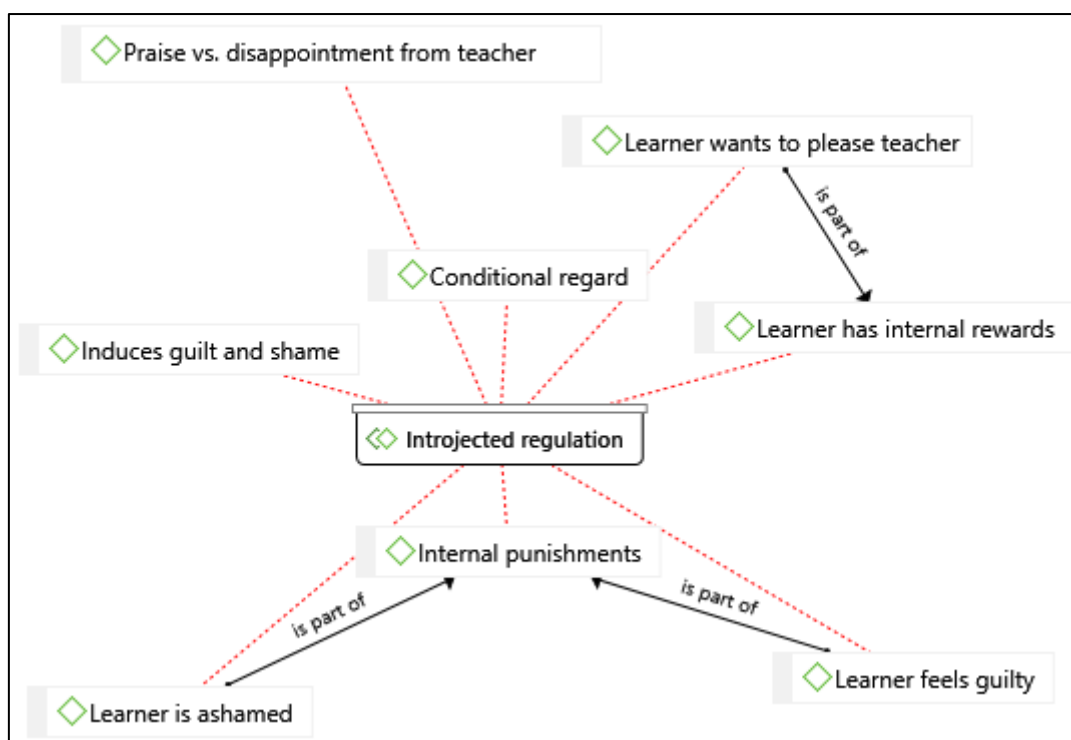 Praise vs. disappointment from teacher
Learner wants to please teacher
is part of
Conditional regard
Learner has internal rewards
Induces guilt and shame
Introjected regulation
Internal punishments
is part of
is part of
Learner feels guilty
Learner is ashamed